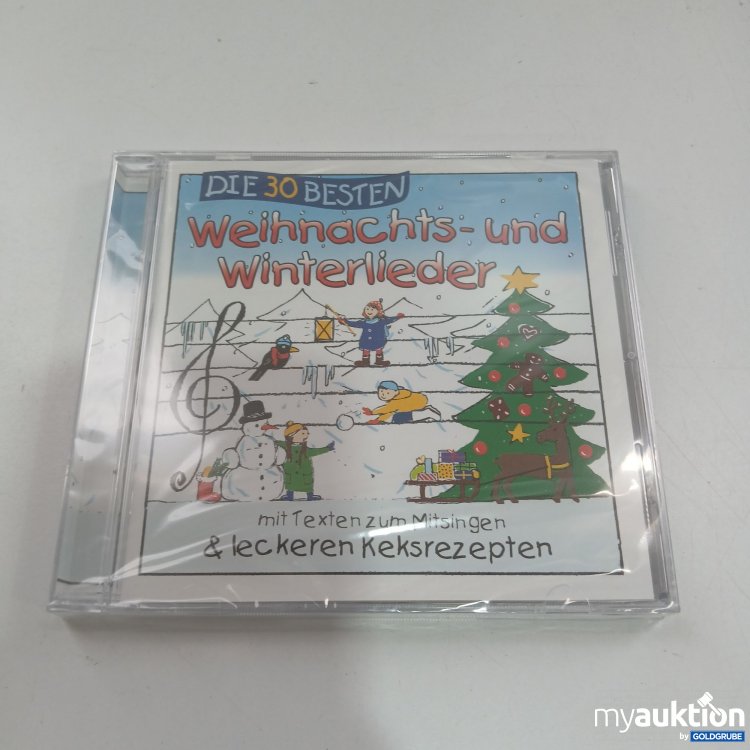 DIE 30 BESTEN
Weihnachts- und
Winterlieder
mit Texten zum Mitsingen
& leckeren Keksrezepten
myauktion
by GOLDGRUBE